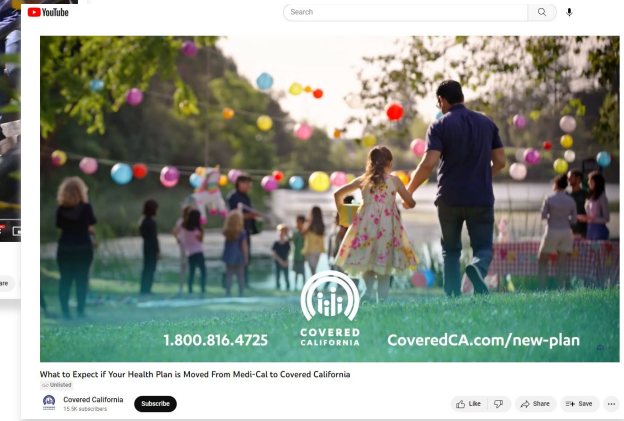 YouTube
Search
1.800.816.4725
COVERED
CALIFORNIA
CoveredCA.com/new-plan
What to Expect if Your Health Plan is Moved From Medi-Cal to Covered California
Unlisted
Covered California
15.5K subscribers
Subscribe
Like
Share
Save
are